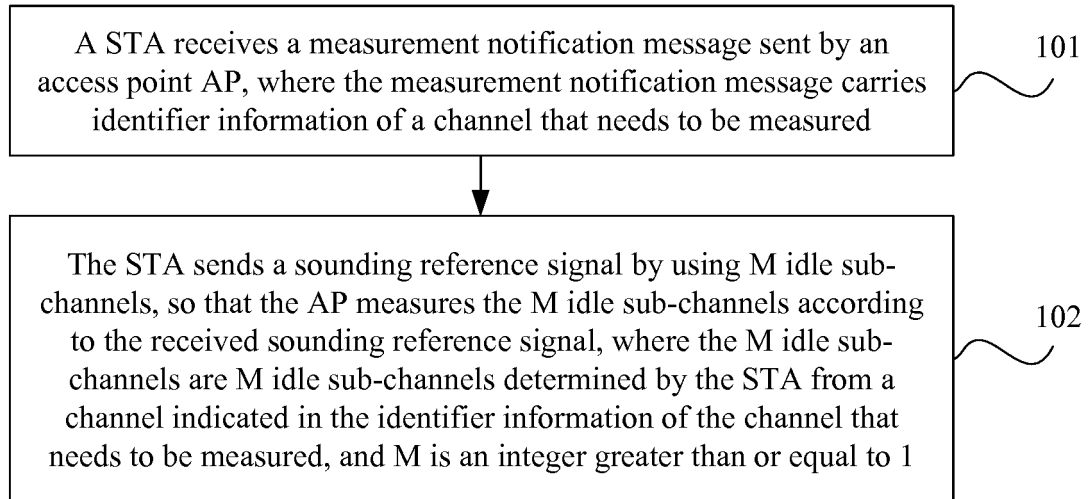 A STA receives a measurement notification message sent by an
access point AP, where the measurement notification message carries
identifier information of a channel that needs to be measured
101
The STA sends a sounding reference signal by using M idle sub-
channels, so that the AP measures the M idle sub-channels according
to the received sounding reference signal, where the M idle sub-
channels are M idle sub-channels determined by the STA from a
channel indicated in the identifier information of the channel that
needs to be measured, and M is an integer greater than or equal to 1
102